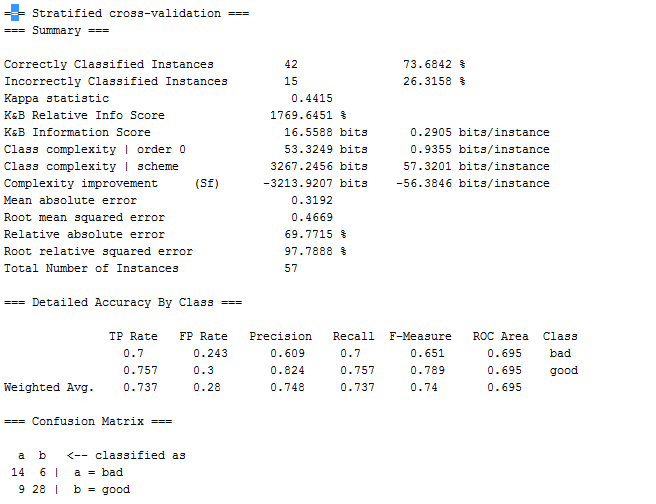 === Stratified cross-validation ===
=== Summary ===
Correctly Classified Instances 42 73.6842 %
Incorrectly Classified Instances 15 26.3158 %
Kappa statistic 0.4415
K&B Relative Info Score 1769.6451 %
K&B Information Score 16.5588 bits 0.2905 bits/instance
Class complexity | order 0 53.3249 bits 0.9355 bits/instance
Class complexity | scheme 3267.2456 bits 57.3201 bits/instance
Complexity improvement (Sf) -3213.9207 bits -56.3846 bits/instance
Mean absolute error 0.3192
Root mean squared error 0.4669
Relative absolute error 69.7715 %
Root relative squared error 97.7888 %
Total Number of Instances 57
=== Detailed Accuracy By Class ===
TP Rate FP Rate Precision Recall F-Measure ROC Area Class
0.7 0.243 0.609 0.7 0.651 0.695 bad
0.757 0.3 0.824 0.757 0.789 0.695 good
Weighted Avg. 0.737 0.28 0.748 0.737 0.74 0.695
=== Confusion Matrix ===
a b <-- classified as
14 6 | a = bad
9 28 | b = good